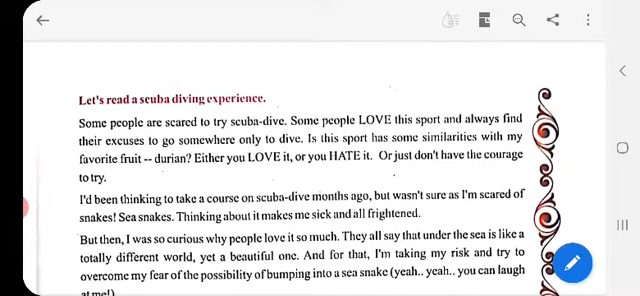 Let's read a scuba diving experience.
Some people are scared to try scuba-dive. Some people LOVE this sport and always find
their excuses to go somewhere only to dive. Is this sport has some similarities with my
favorite fruit -- durian? Either you LOVE it, or you HATE it. Or just don't have the courage
to try.
I'd been thinking to take a course on scuba-dive months ago, but wasn't sure as I'm scared of
snakes! Sea snakes. Thinking about it makes me sick and all frightened.
But then, I was so curious why people love it so much. They all say that under the sea is like a
totally different world, yet a beautiful one. And for that, I'm taking my risk and try to
overcome my fear of the possibility of bumping into a sea snake (yeah.. yeah.. you can laugh
at me!)